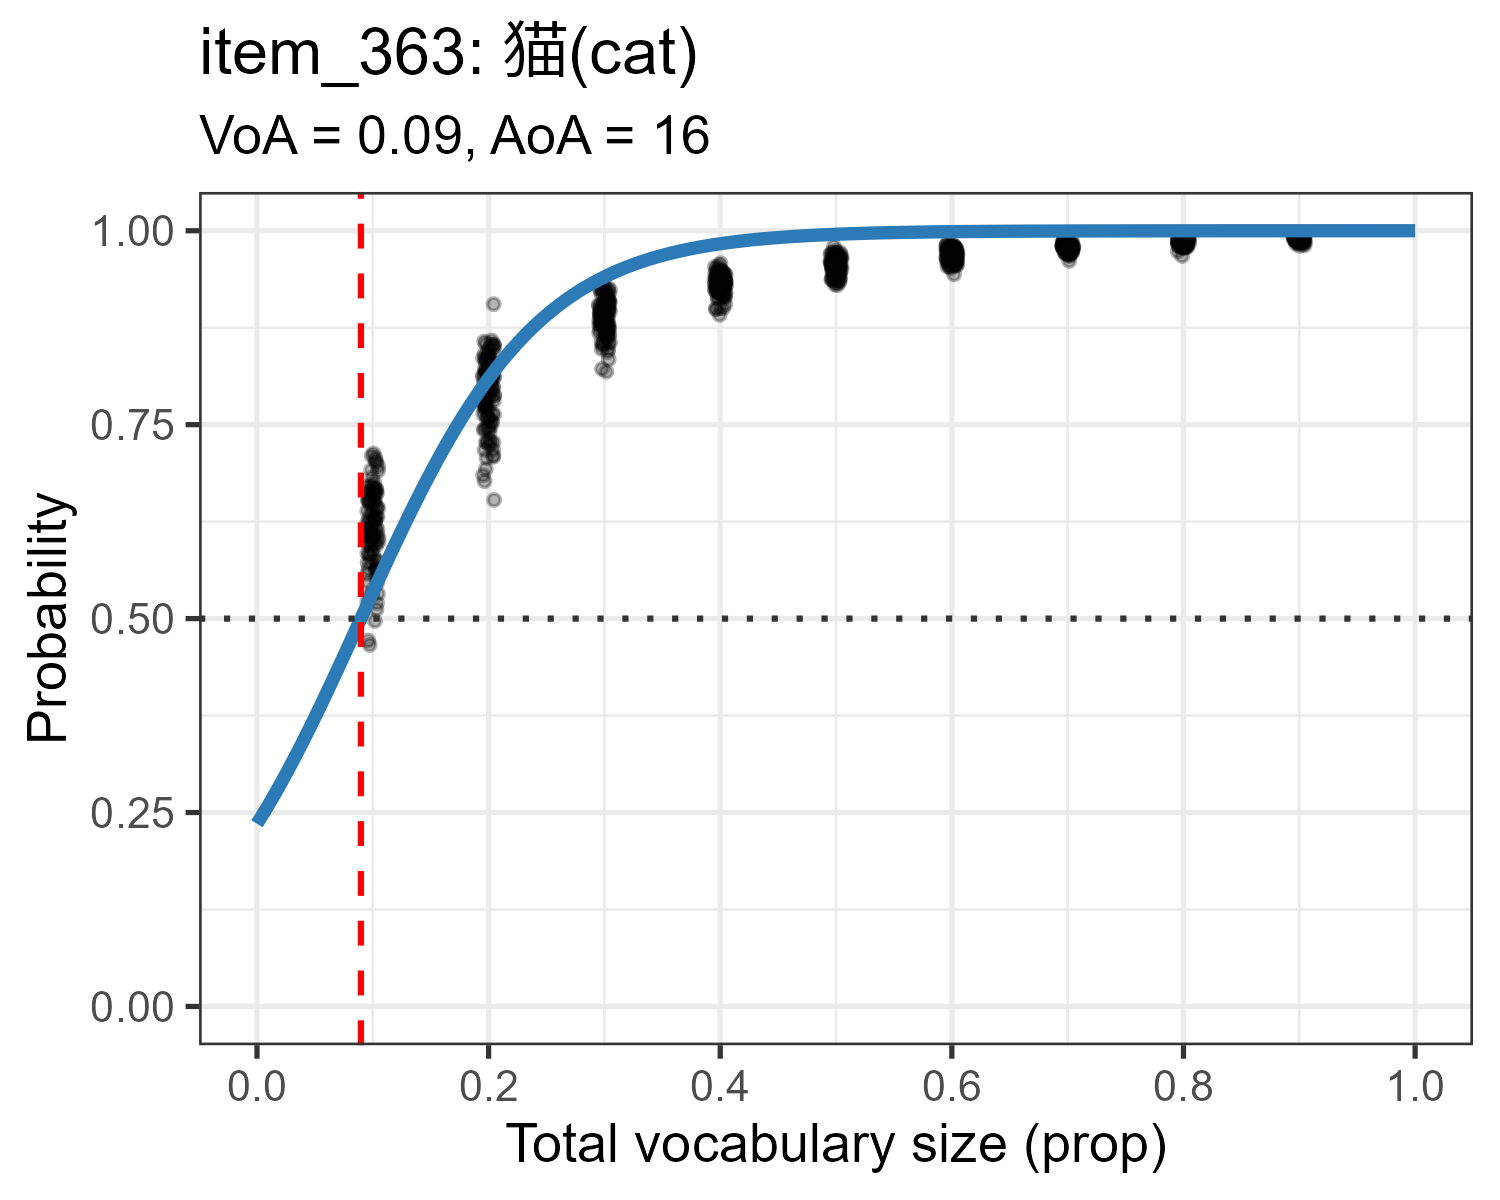 item_363: 猫(cat)
VoA = 0.09, AoA = 16
Probability
1.00
0.75
0.50
0.25
0.00
0.0 0.2 0.4 0.6 0.8 1.0
Total vocabulary size (prop)